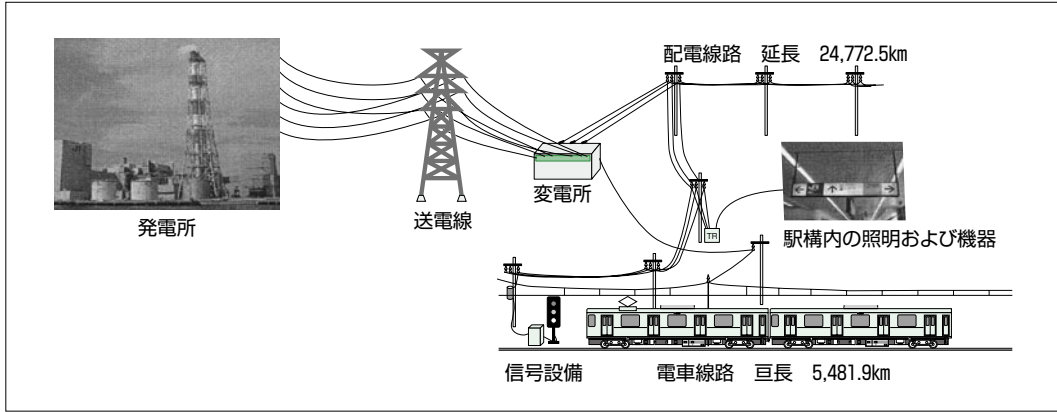 配電線路 延長 24,772.5km
発電所
送電線
変電所
TR
駅構内の照明および機器
信号設備
電車線路 亘長 5,481.9km